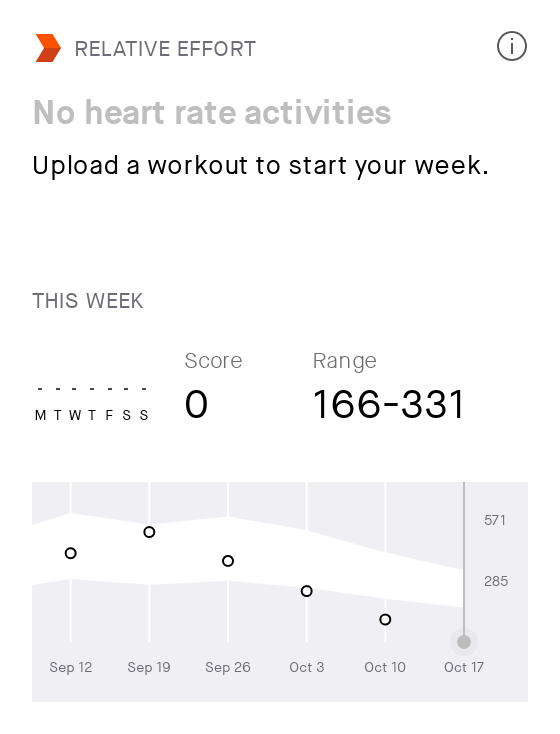 RELATIVE EFFORT
No heart rate activities
Upload a workout to start your week.
THIS WEEK
Score
Range
- - - - - - -
M T W T F S S
0
166-331
571
285
Sep 12
Sep 19
Sep 26
Oct 3
Oct 10
Oct 17